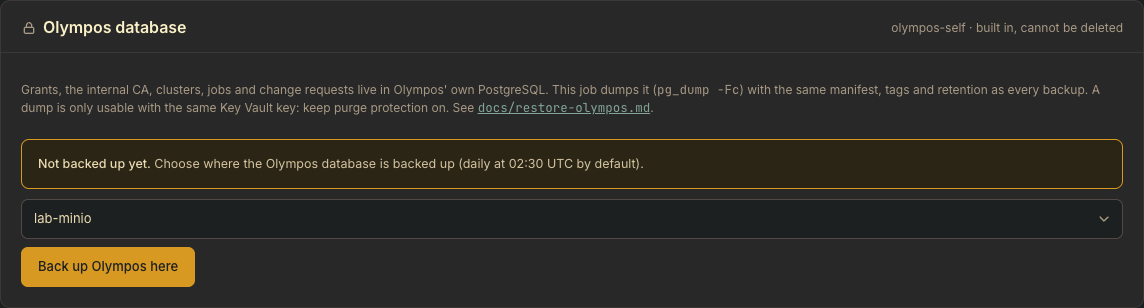 Olympos database
olympos-self · built in, cannot be deleted
Grants, the internal CA, clusters, jobs and change requests live in Olympos' own PostgreSQL. This job dumps it (pg_dump -Fc) with the same manifest, tags and retention as every backup. A
dump is only usable with the same Key Vault key: keep purge protection on. See docs/restore-olympos.md.
Not backed up yet. Choose where the Olympos database is backed up (daily at 02:30 UTC by default).
lab-minio
Back up Olympos here